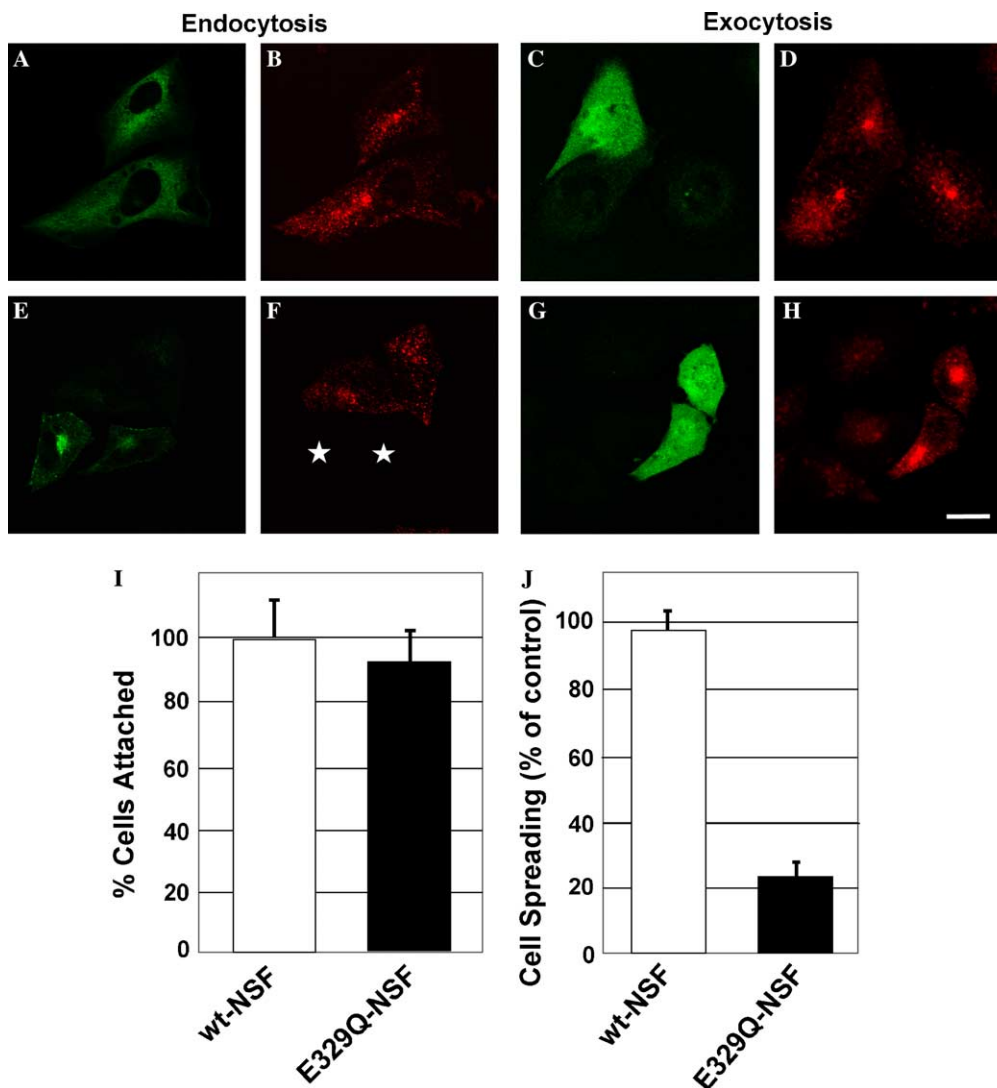 Endocytosis
Exocytosis
A
B
C
D
E
F
G
H
I
J
% Cells Attached
100
80
60
40
20
0
wt-NSF
E329Q-NSF
Cell Spreading (% of control)
100
80
60
40
20
0
wt-NSF
E329Q-NSF